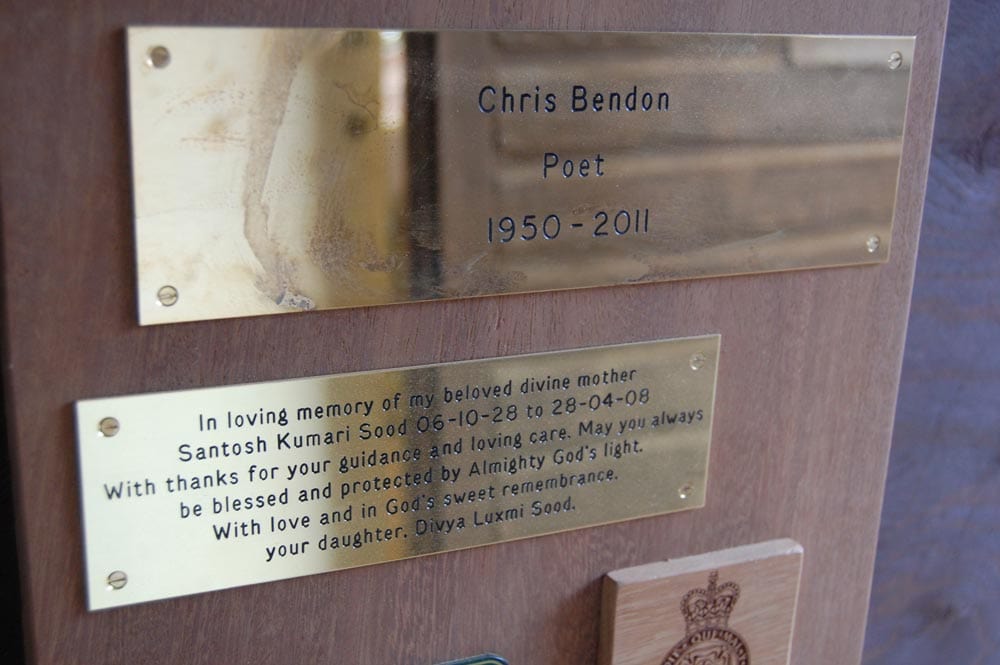 Chris Bendon
Poet
1950 - 2011
In loving memory of my beloved divine mother
Santosh Kumari Sood 06-10-28 to 28-04-08
With thanks for your guidance and loving care. May you always
be blessed and protected by Almighty God's light.
With love and in God's sweet remembrance.
your daughter. Divya Luxmi Sood.